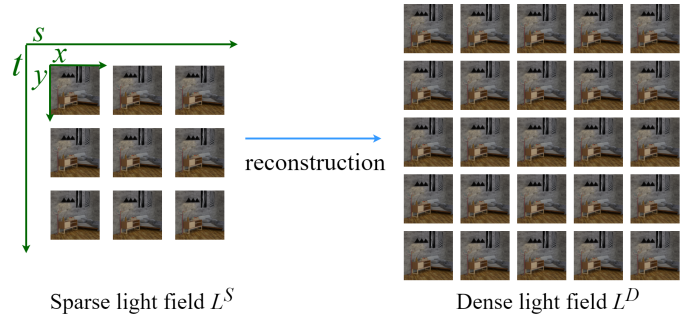 s
t
x
y
reconstruction
Sparse light field L^S
Dense light field L^D